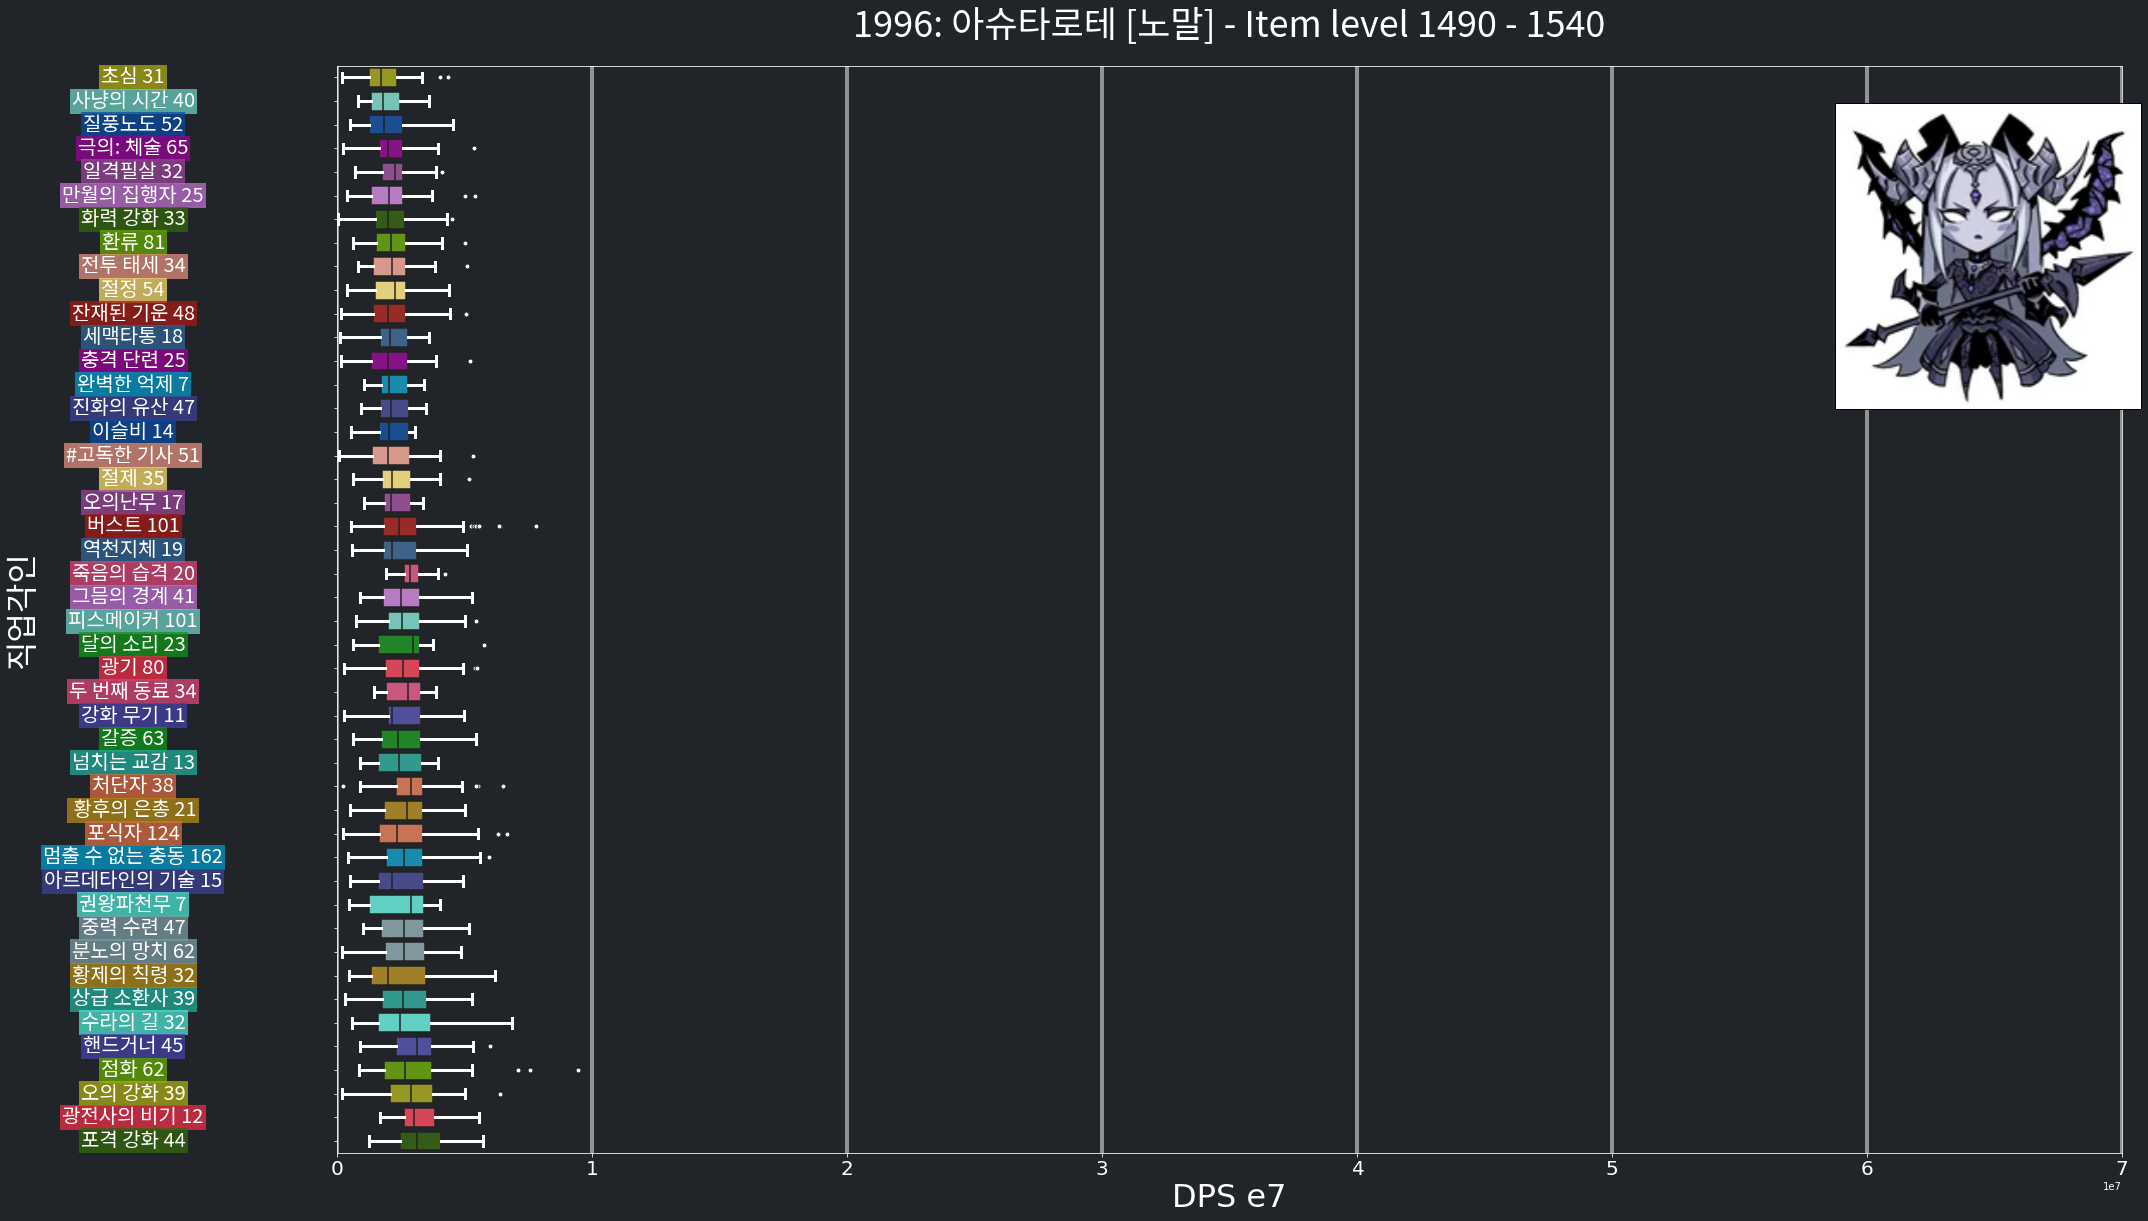 1996: 아슈타로테 [노말] - Item level 1490 - 1540
초심 31
사냥의 시간 40
질풍노도 52
극의: 체술 65
일격필살 32
만월의 집행자 25
화력 강화 33
환류 81
전투 태세 34
절정 54
잔재된 기운 48
세맥타통 18
충격 단련 25
완벽한 억제 7
진화의 유산 47
이슬비 14
#고독한 기사 51
절제 35
오의난무 17
버스트 101
역천지체 19
죽음의 습격 20
그믐의 경계 41
피스메이커 101
달의 소리 23
광기 80
두 번째 동료 34
강화 무기 11
갈증 63
넘치는 교감 13
처단자 38
황후의 은총 21
포식자 124
멈출 수 없는 충동 162
아르데타인의 기술 15
권왕파천무 7
중력 수련 47
분노의 망치 62
황제의 칙령 32
상급 소환사 39
수라의 길 32
핸드거너 45
점화 62
오의 강화 39
광전사의 비기 12
포격 강화 44
직업각인
0 1 2 3 4 5 6 7
1e7
DPS e7